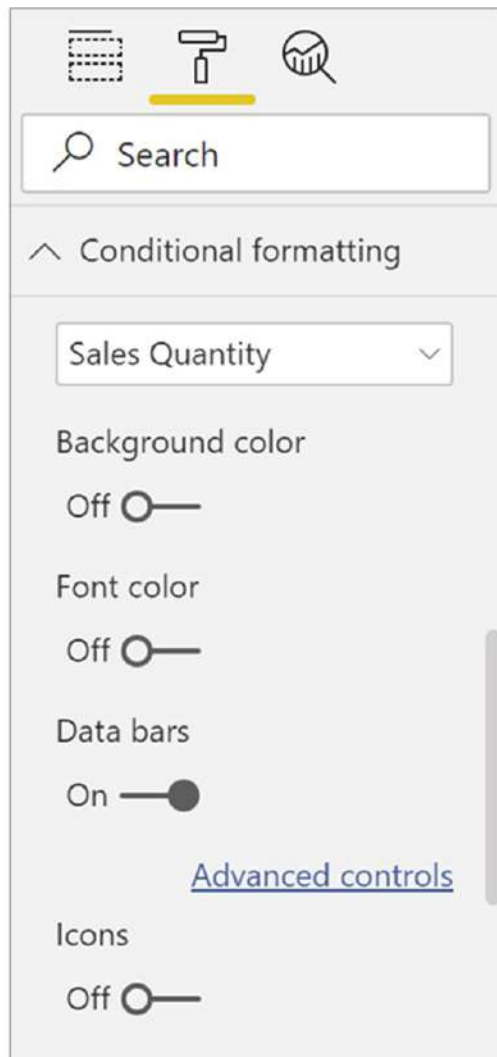 Search
Conditional formatting
Sales Quantity
Background color
Off
Font color
Off
Data bars
On
Advanced controls
Icons
Off